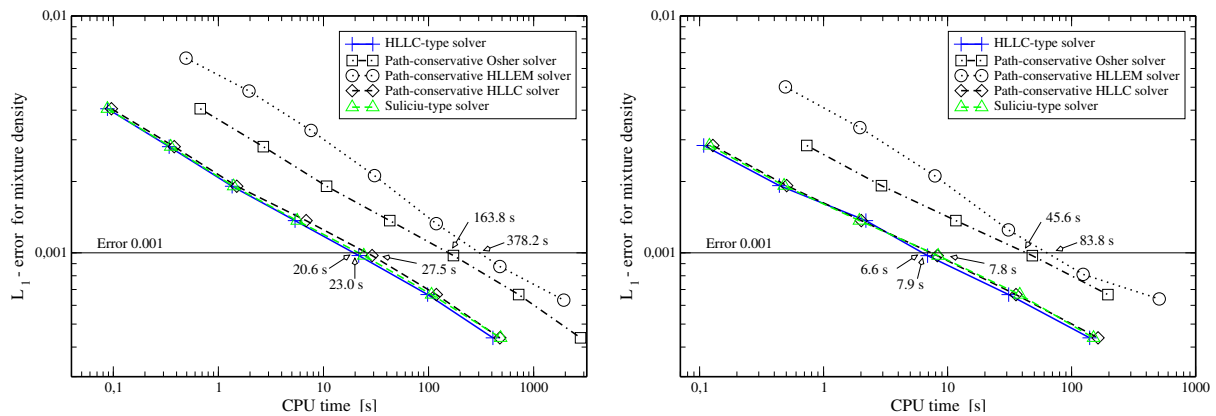 0,01
HLLC-type solver
Path-conservative Osher solver
Path-conservative HLLEM solver
Path-conservative HLLC solver
Suliciu-type solver
L1 - error for mixture density
163.8 s
378.2 s
Error 0.001
0,001
20.6 s
27.5 s
23.0 s
0,0001
0,1
1
10
100
1000
CPU time [s]
0,01
HLLC-type solver
Path-conservative Osher solver
Path-conservative HLLEM solver
Path-conservative HLLC solver
Suliciu-type solver
L1 - error for mixture density
45.6 s
83.8 s
Error 0.001
0,001
6.6 s
7.8 s
7.9 s
0,0001
0,1
1
10
100
1000
CPU time [s]